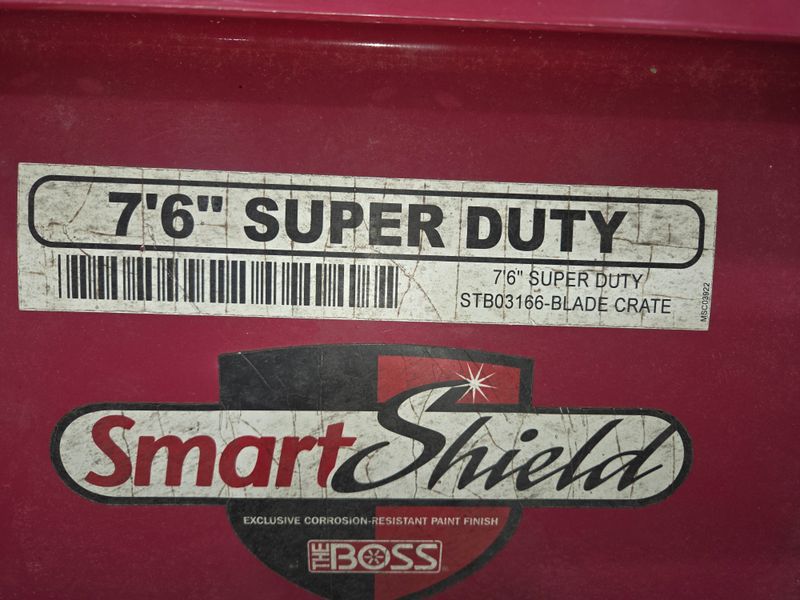 7'6" SUPER DUTY
7'6" SUPER DUTY
STB03166-BLADE CRATE
MSC03922
SmartShield
EXCLUSIVE CORROSION-RESISTANT PAINT FINISH
THE BOSS